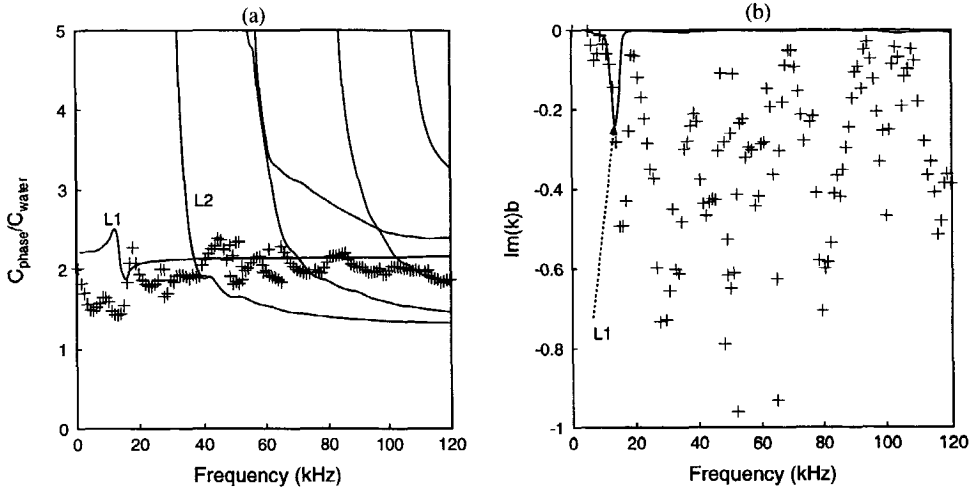 (a)
5
4
3
2
1
0
C_phase/C_water
L1
L2
0 20 40 60 80 100 120
Frequency (kHz)
(b)
0
-0.2
-0.4
-0.6
-0.8
-1
Im(k)b
L1
0 20 40 60 80 100 120
Frequency (kHz)